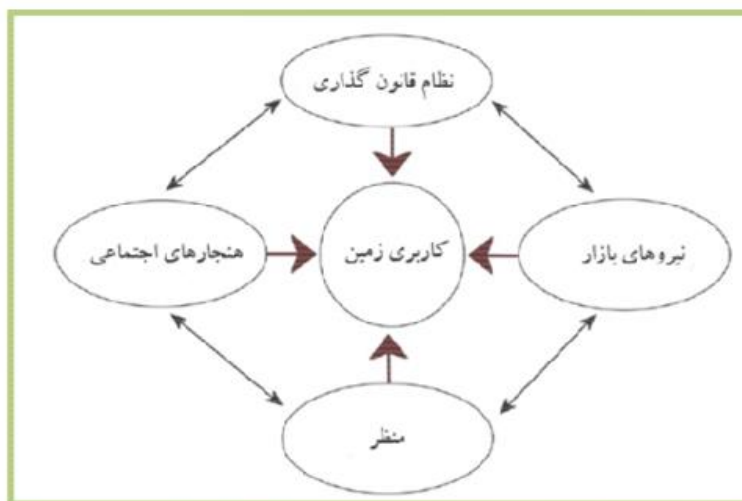 نظام قانون گذاری
هنجارهای اجتماعی
کاربری زمین
نیروهای بازار
منظر